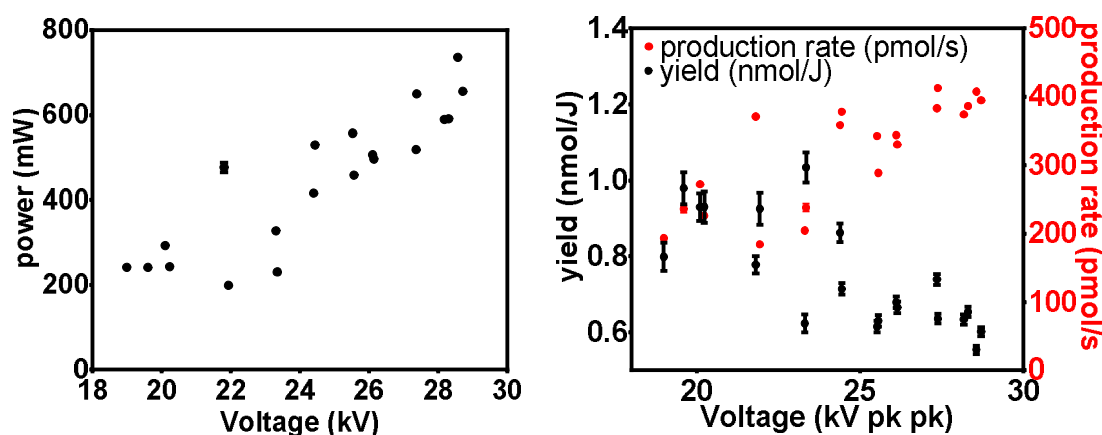 800
600
400
200
0
power (mW)
18 20 22 24 26 28 30
Voltage (kV)
production rate (pmol/s)
yield (nmol/J)
1.4
1.2
1.0
0.8
0.6
yield (nmol/J)
20 25 30
Voltage (kV pk pk)
500
400
300
200
100
0
production rate (pmol/s